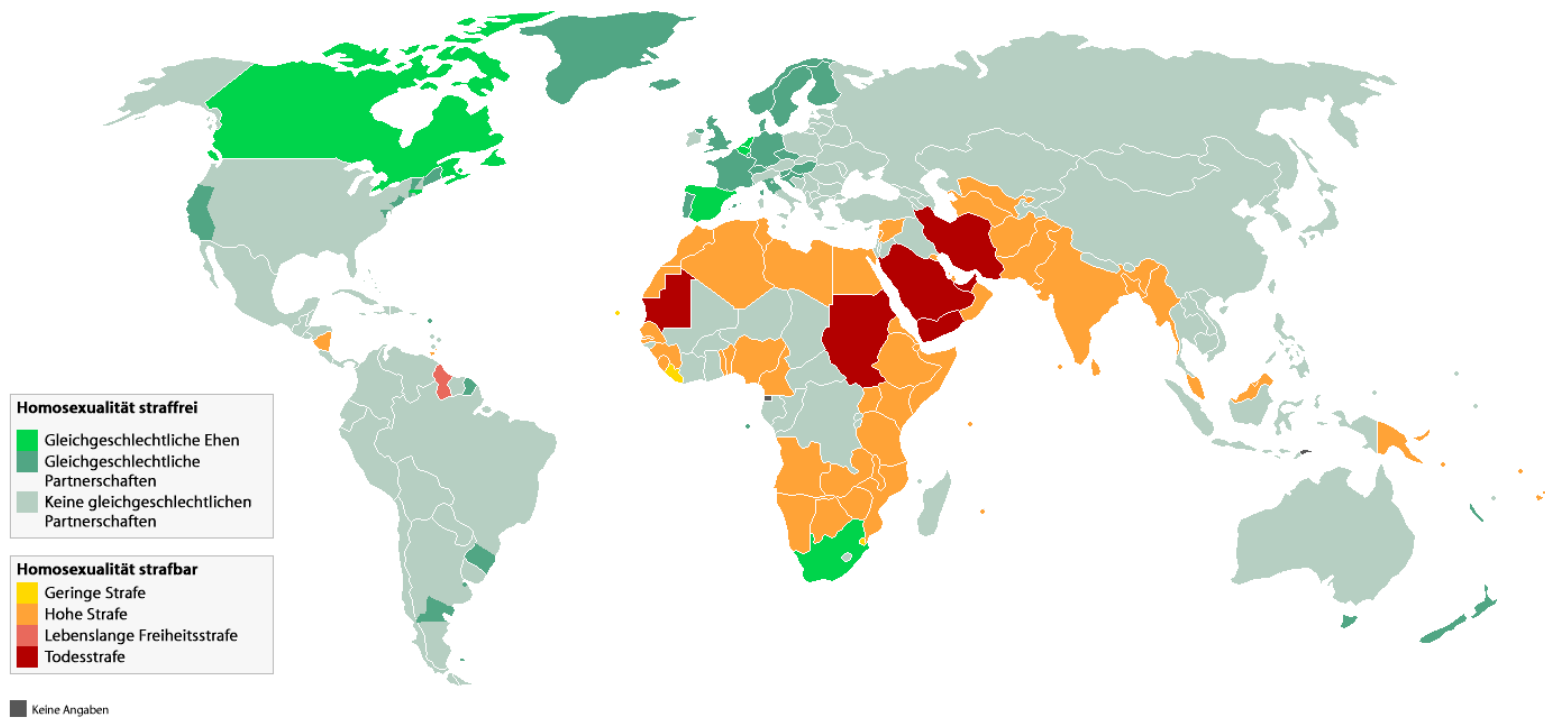 Homosexualität straffrei
Gleichgeschlechtliche Ehen
Gleichgeschlechtliche
Partnerschaften
Keine gleichgeschlechtlichen
Partnerschaften
Homosexualität strafbar
Geringe Strafe
Hohe Strafe
Lebenslange Freiheitsstrafe
Todesstrafe
Keine Angaben